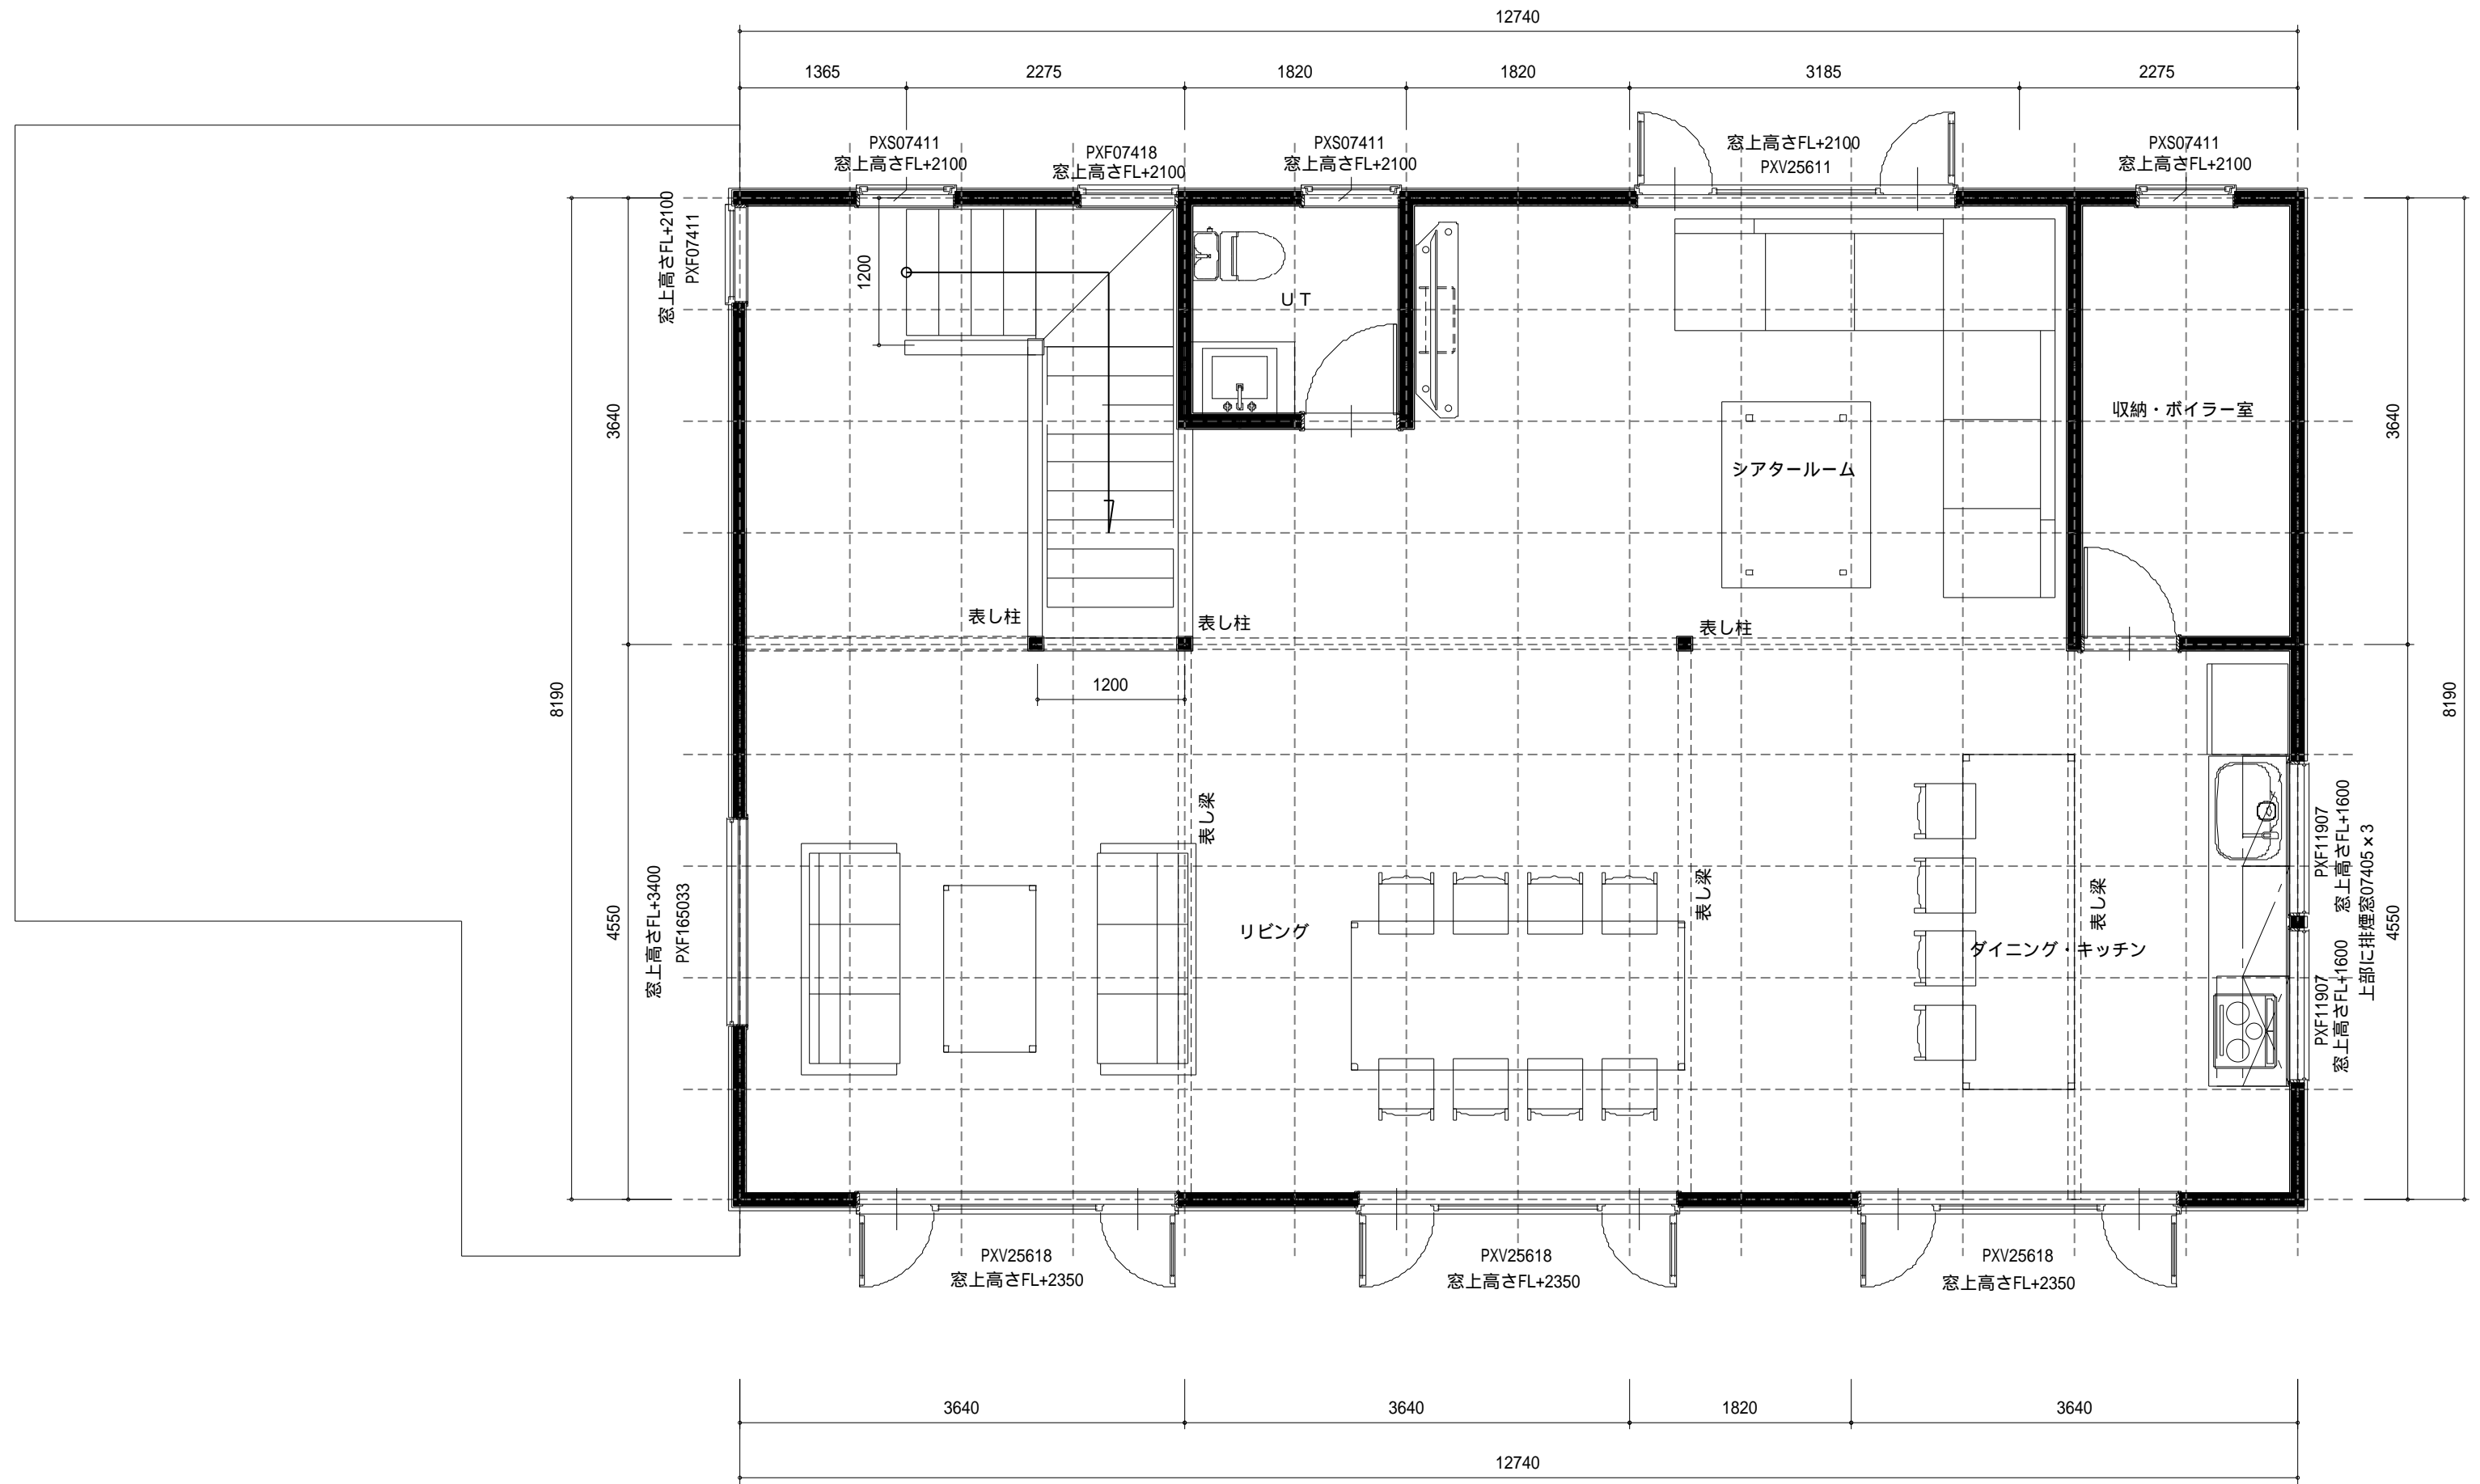 12740
1365
2275
1820
1820
3185
2275
PXS07411
窓上高さFL+2100
PXF07418
窓上高さFL+2100
PXS07411
窓上高さFL+2100
窓上高さFL+2100
PXV25611
PXS07411
窓上高さFL+2100
窓上高さFL+2100
PXF07411
1200
UT
3640
収納・ボイラー室
3640
シアタールーム
表し柱
表し柱
表し柱
8190
1200
8190
表し梁
表し梁
表し梁
PXF11907
窓上高さFL+1600
上部に排煙窓07405×3
PXF11907
窓上高さFL+1600
窓上高さFL+3400
PXF165033
4550
リビング
ダイニング・キッチン
4550
PXV25618
窓上高さFL+2350
PXV25618
窓上高さFL+2350
PXV25618
窓上高さFL+2350
3640
3640
1820
3640
12740